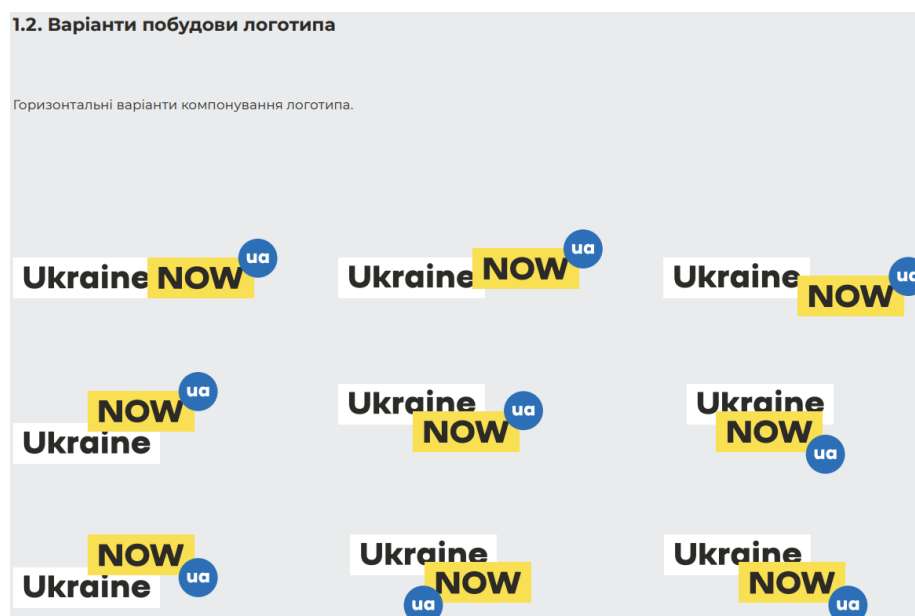 1.2. Варіанти побудови логотипа
Горизонтальні варіанти компонування логотипа.
Ukraine NOW ua
Ukraine NOW ua
Ukraine NOW ua
NOW ua
Ukraine
Ukraine ua
NOW
Ukraine
NOW
ua
NOW
Ukraine ua
Ukraine
NOW
ua
Ukraine
NOW
ua